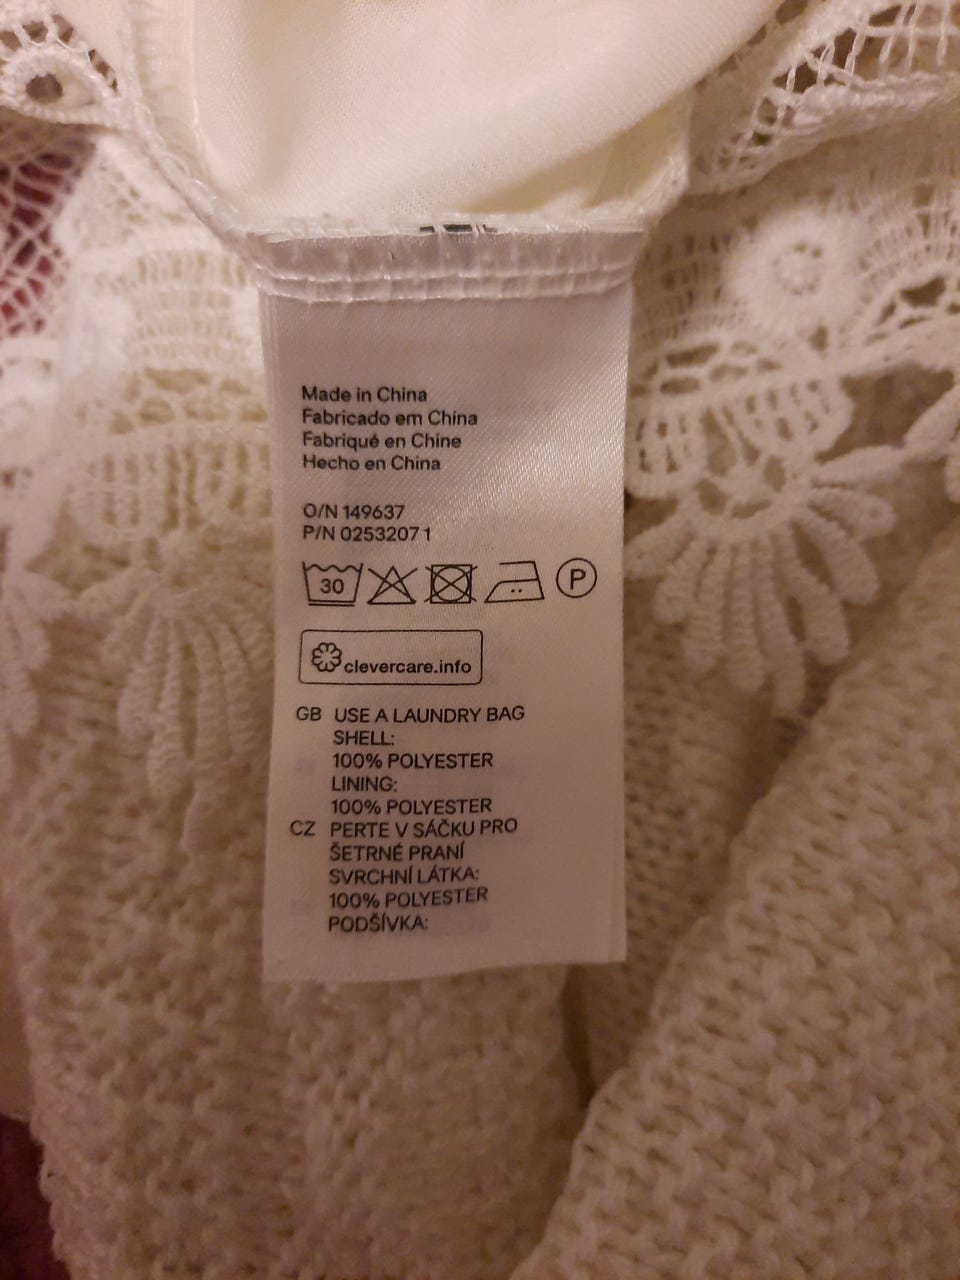 Made in China
Fabricado em China
Fabriqué en Chine
Hecho en China
O/N 149637
P/N 02532071
30 P
clevercare.info
GB USE A LAUNDRY BAG
SHELL:
100% POLYESTER
LINING:
100% POLYESTER
CZ PERTE V SÁČKU PRO
ŠETRNÉ PRANÍ
SVRCHNÍ LÁTKA:
100% POLYESTER
PODŠÍVKA: